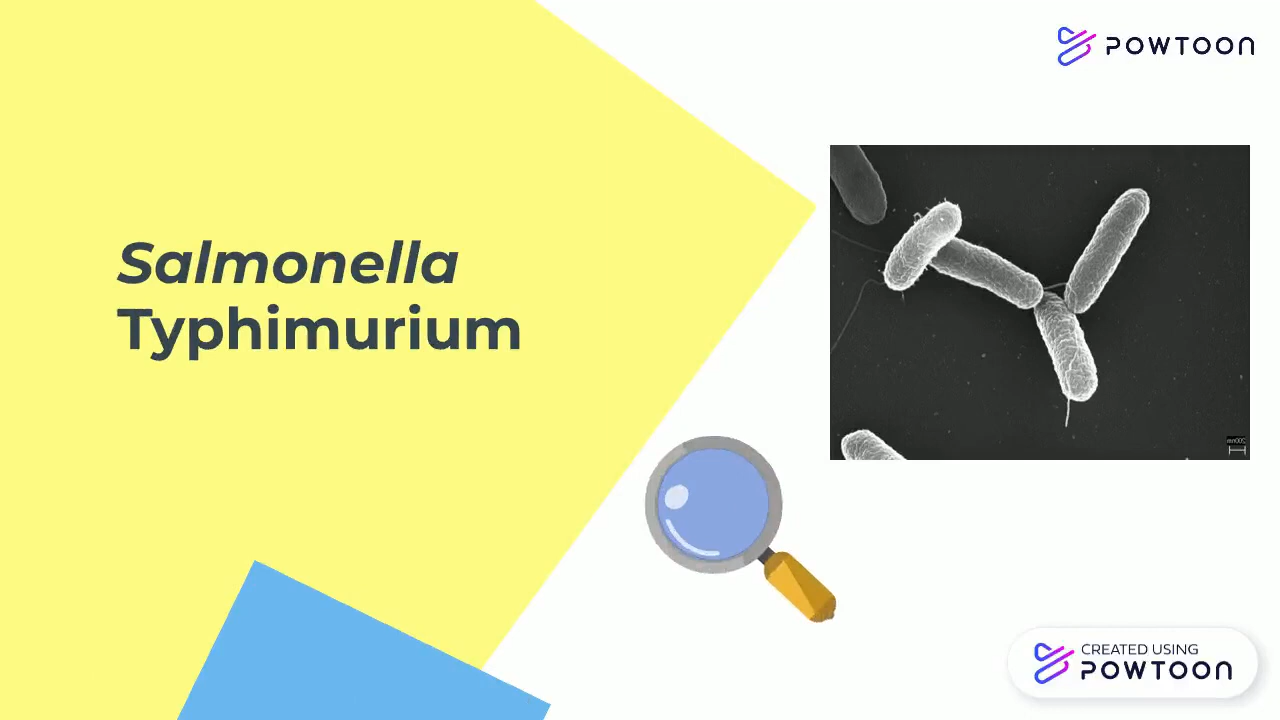 POWTOON
Salmonella
Typhimurium
CREATED USING
POWTOON